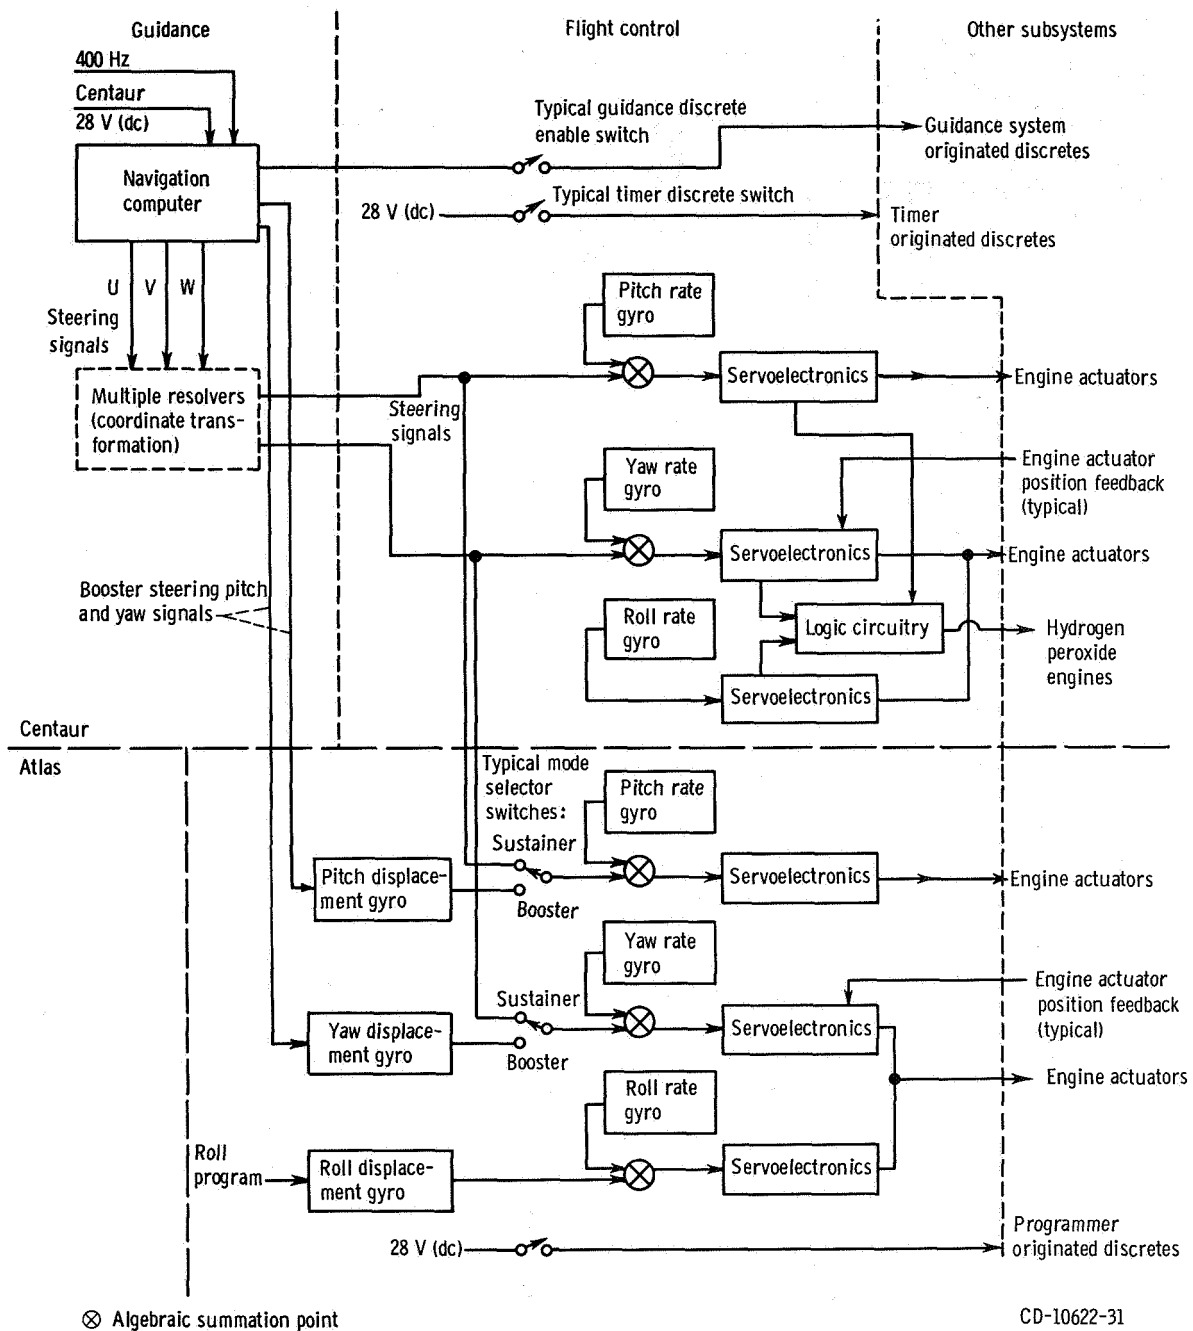 Guidance
Flight control
Other subsystems
400 Hz
Centaur
28 V (dc)
Typical guidance discrete
enable switch
Guidance system
originated discretes
Navigation
computer
Typical timer discrete switch
28 V (dc)
Timer
originated discretes
U V W
Steering
signals
Pitch rate
gyro
Servoelectronics
Engine actuators
Multiple resolvers
(coordinate trans-
formation)
Steering
signals
Yaw rate
gyro
Engine actuator
position feedback
(typical)
Servoelectronics
Engine actuators
Booster steering pitch
and yaw signals
Roll rate
gyro
Logic circuitry
Hydrogen
peroxide
engines
Servoelectronics
Centaur
Atlas
Typical mode
selector
switches:
Pitch rate
gyro
Sustainer
Pitch displace-
ment gyro
Booster
Servoelectronics
Engine actuators
Yaw rate
gyro
Sustainer
Engine actuator
position feedback
(typical)
Yaw displace-
ment gyro
Booster
Servoelectronics
Engine actuators
Roll rate
gyro
Roll
program
Roll displace-
ment gyro
Servoelectronics
28 V (dc)
Programmer
originated discretes
⊗ Algebraic summation point
CD-10622-31